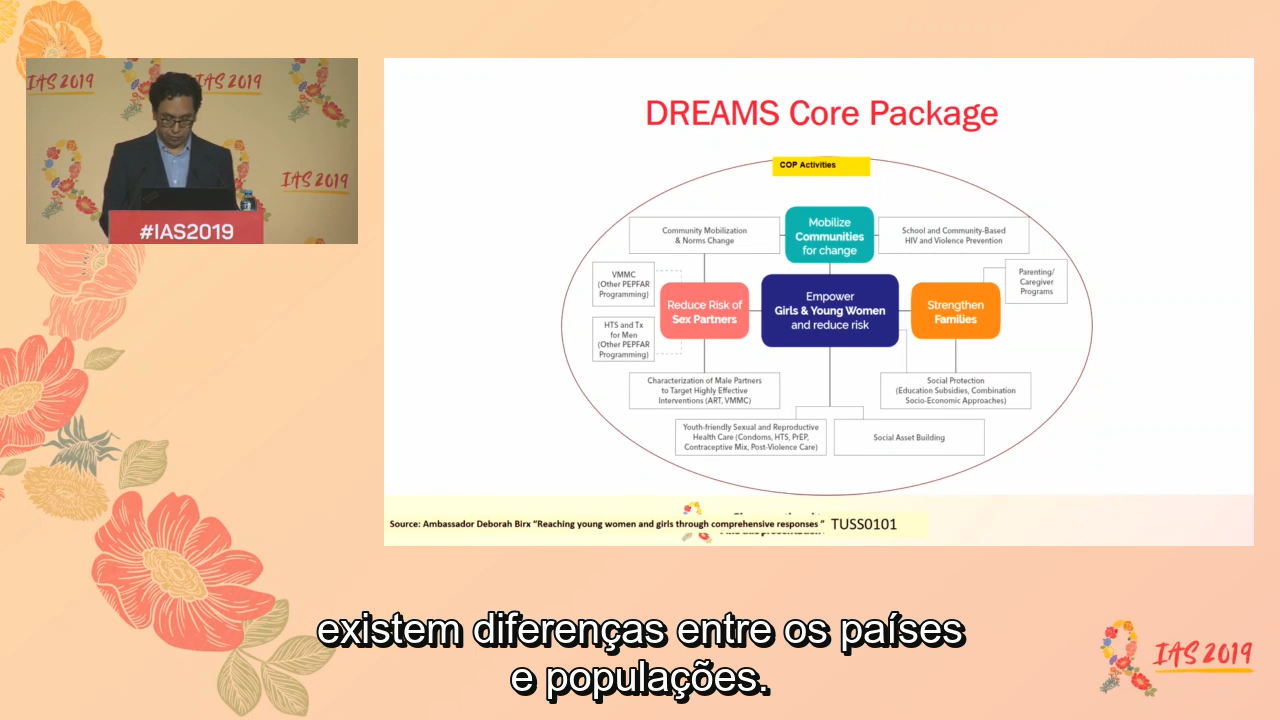 IAS 2019
IAS 2019
IAS 2019
#IAS2019
DREAMS Core Package
COP Activities
Mobilize
Communities
for change
Community Mobilization
& Norms Change
School and Community-Based
HIV and Violence Prevention
VMMC
(Other PEPFAR
Programming)
Parenting/
Caregiver
Programs
Reduce Risk of
Sex Partners
Empower
Girls & Young Women
and reduce risk
Strengthen
Families
HTS and Tx
for Men
(Other PEPFAR
Programming)
Characterization of Male Partners
to Target Highly Effective
Interventions (ART, VMMC)
Social Protection
(Education Subsidies, Combination
Socio-Economic Approaches)
Youth-friendly Sexual and Reproductive
Health Care (Condoms, HTS, PrEP,
Contraceptive Mix, Post-Violence Care)
Social Asset Building
Source: Ambassador Deborah Birx “Reaching young women and girls through comprehensive responses ” TUSS0101
existem diferenças entre os países
e populações.
IAS 2019